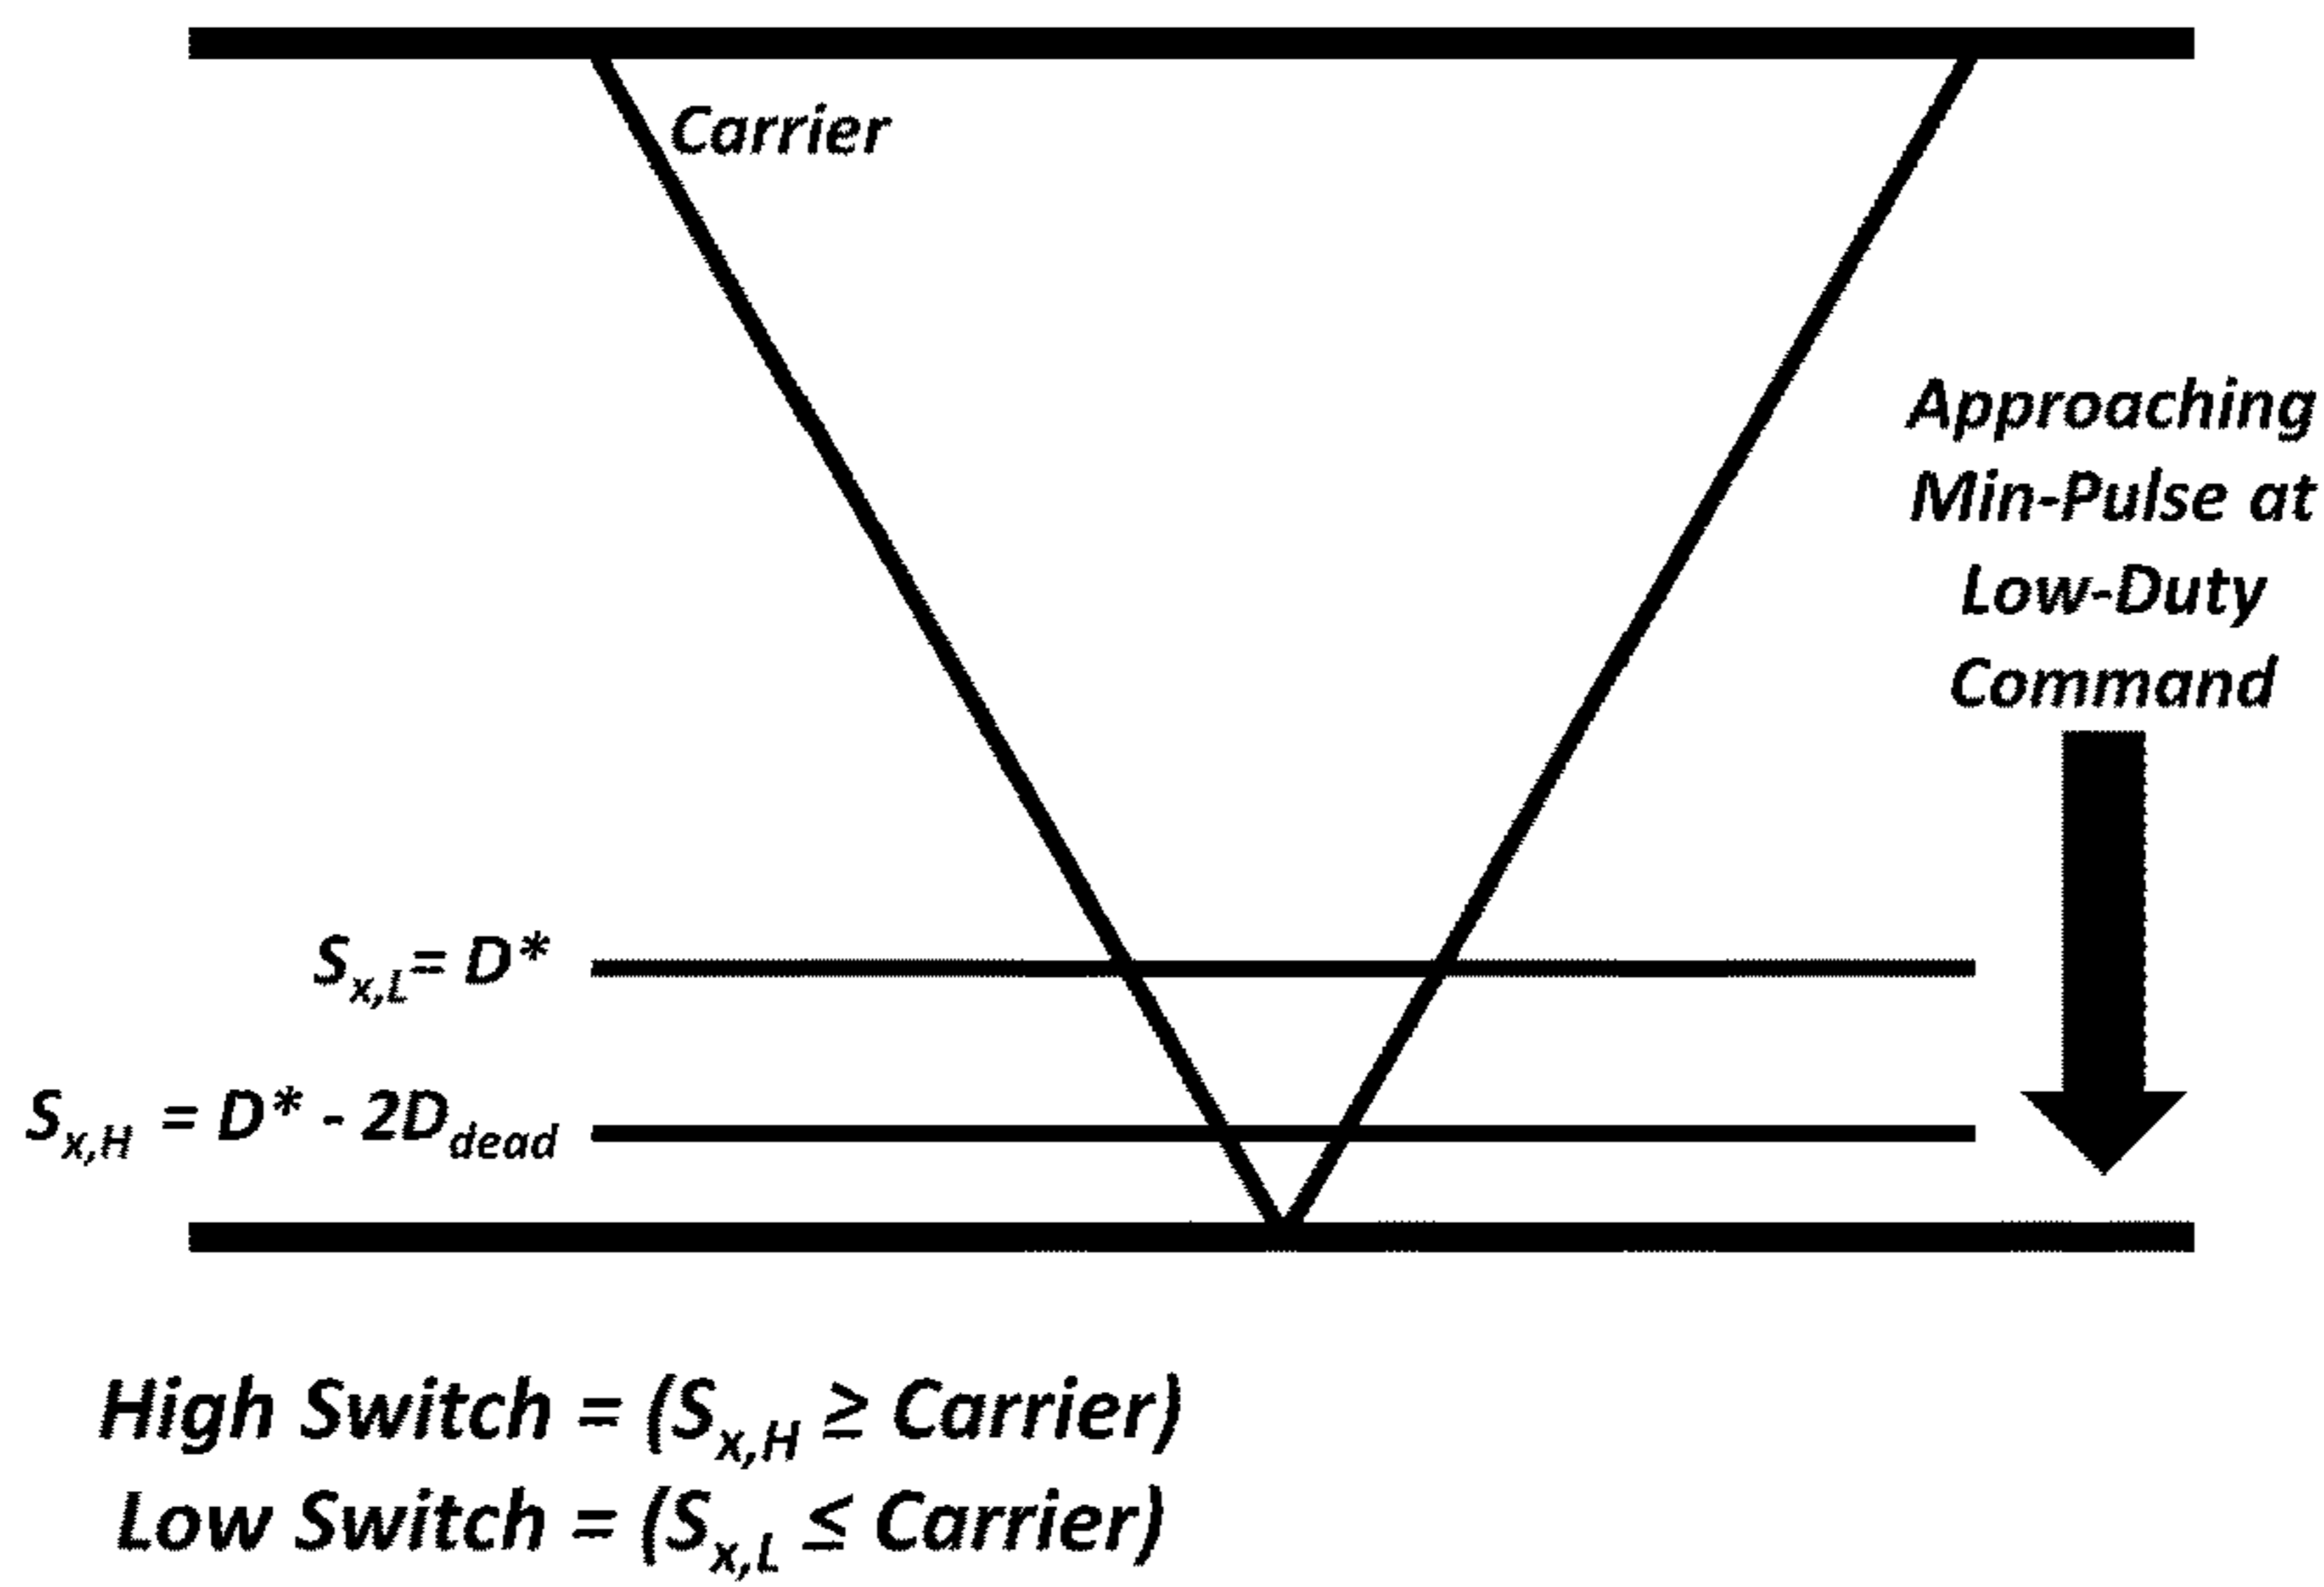 Carrier
Approaching
Min-Pulse at
Low-Duty
Command
Sx,L = D*
Sx,H = D* - 2Ddead
High Switch = (Sx,H ≥ Carrier)
Low Switch = (Sx,L ≤ Carrier)